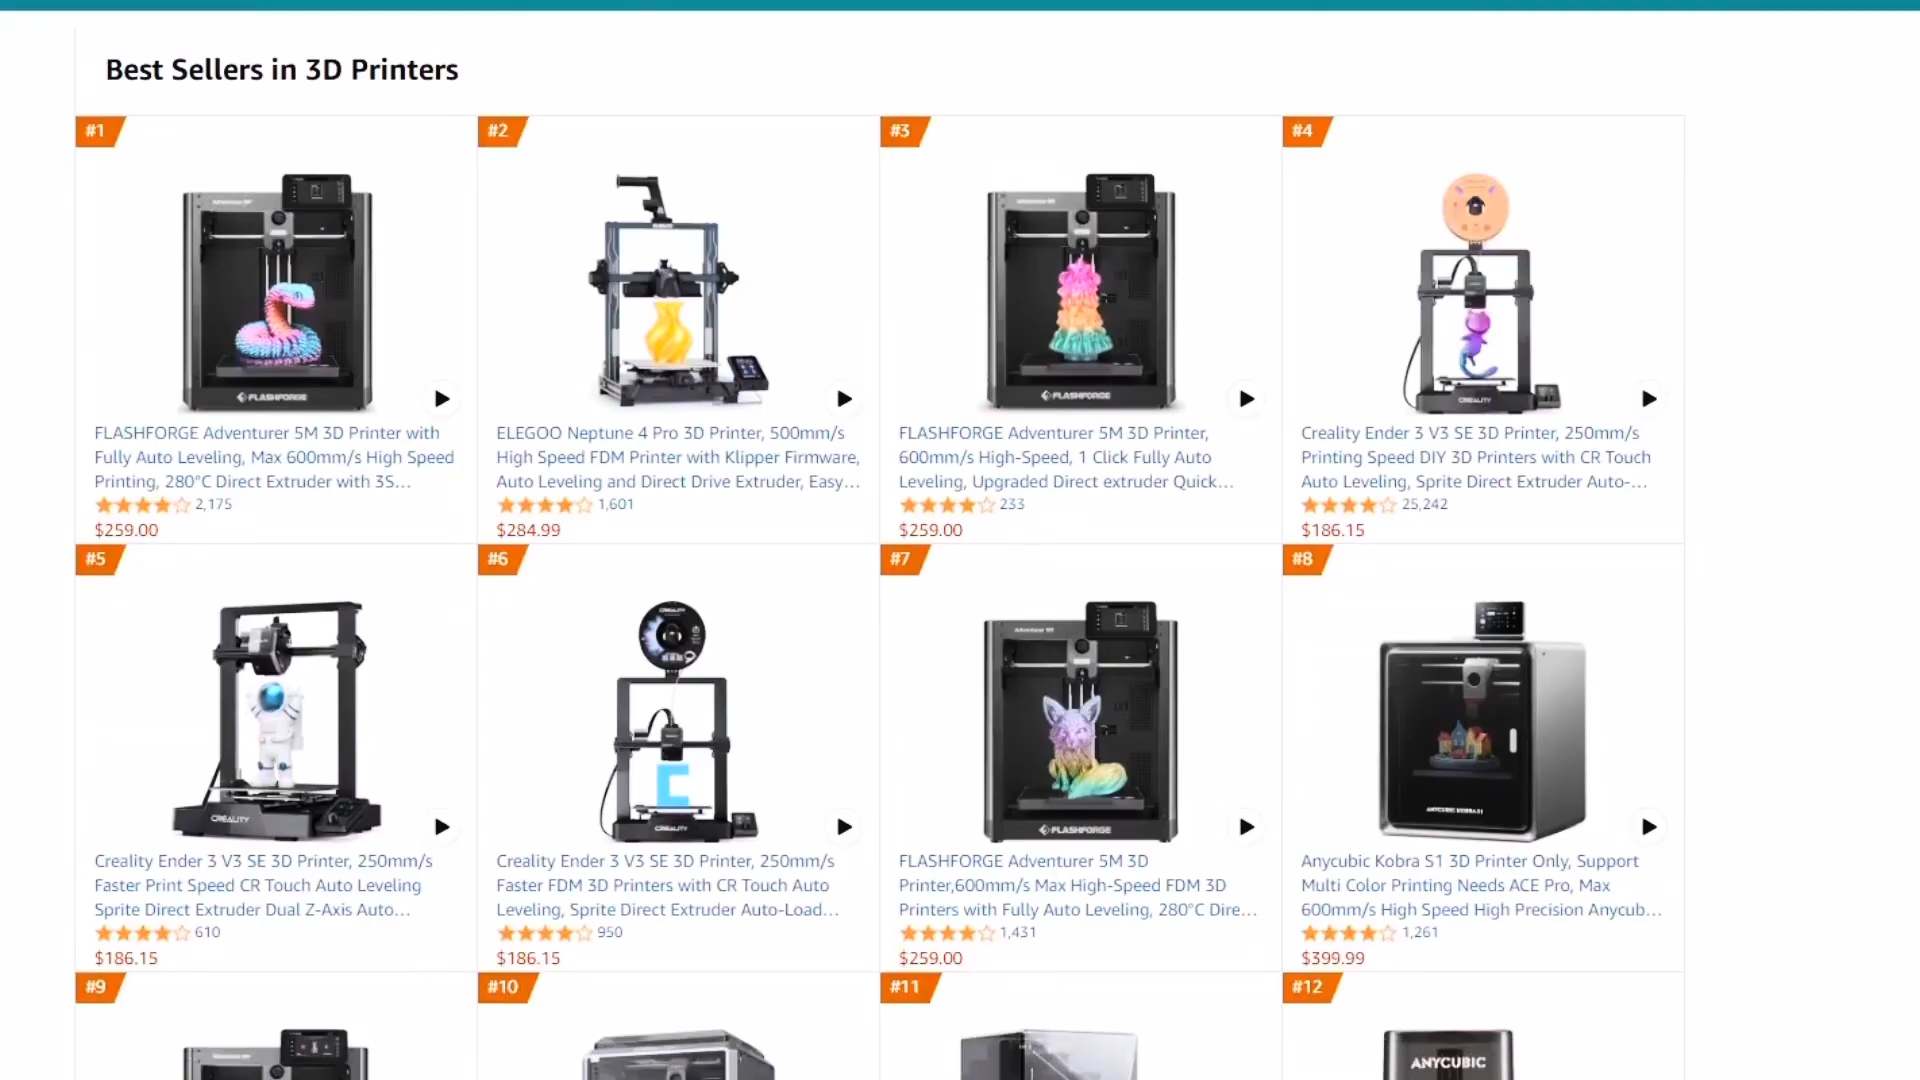 Best Sellers in 3D Printers
#1
FLASHFORGE
FLASHFORGE Adventurer 5M 3D Printer with
Fully Auto Leveling, Max 600mm/s High Speed
Printing, 280°C Direct Extruder with 3S...
2,175
$259.00
#2
ELEGOO Neptune 4 Pro 3D Printer, 500mm/s
High Speed FDM Printer with Klipper Firmware,
Auto Leveling and Direct Drive Extruder, Easy...
1,601
$284.99
#3
FLASHFORGE
FLASHFORGE Adventurer 5M 3D Printer,
600mm/s High-Speed, 1 Click Fully Auto
Leveling, Upgraded Direct extruder Quick...
233
$259.00
#4
CREALITY
Creality Ender 3 V3 SE 3D Printer, 250mm/s
Printing Speed DIY 3D Printers with CR Touch
Auto Leveling, Sprite Direct Extruder Auto-...
25,242
$186.15
#5
CREALITY
Creality Ender 3 V3 SE 3D Printer, 250mm/s
Faster Print Speed CR Touch Auto Leveling
Sprite Direct Extruder Dual Z-Axis Auto...
610
$186.15
#6
CREALITY
CREALITY
Creality Ender 3 V3 SE 3D Printer, 250mm/s
Faster FDM 3D Printers with CR Touch Auto
Leveling, Sprite Direct Extruder Auto-Load...
950
$186.15
#7
FLASHFORGE
FLASHFORGE Adventurer 5M 3D
Printer,600mm/s Max High-Speed FDM 3D
Printers with Fully Auto Leveling, 280°C Dire...
1,431
$259.00
#8
ANYCUBIC KOBRA S1
Anycubic Kobra S1 3D Printer Only, Support
Multi Color Printing Needs ACE Pro, Max
600mm/s High Speed High Precision Anycub...
1,261
$399.99
#9
#10
#11
#12
ANYCUBIC